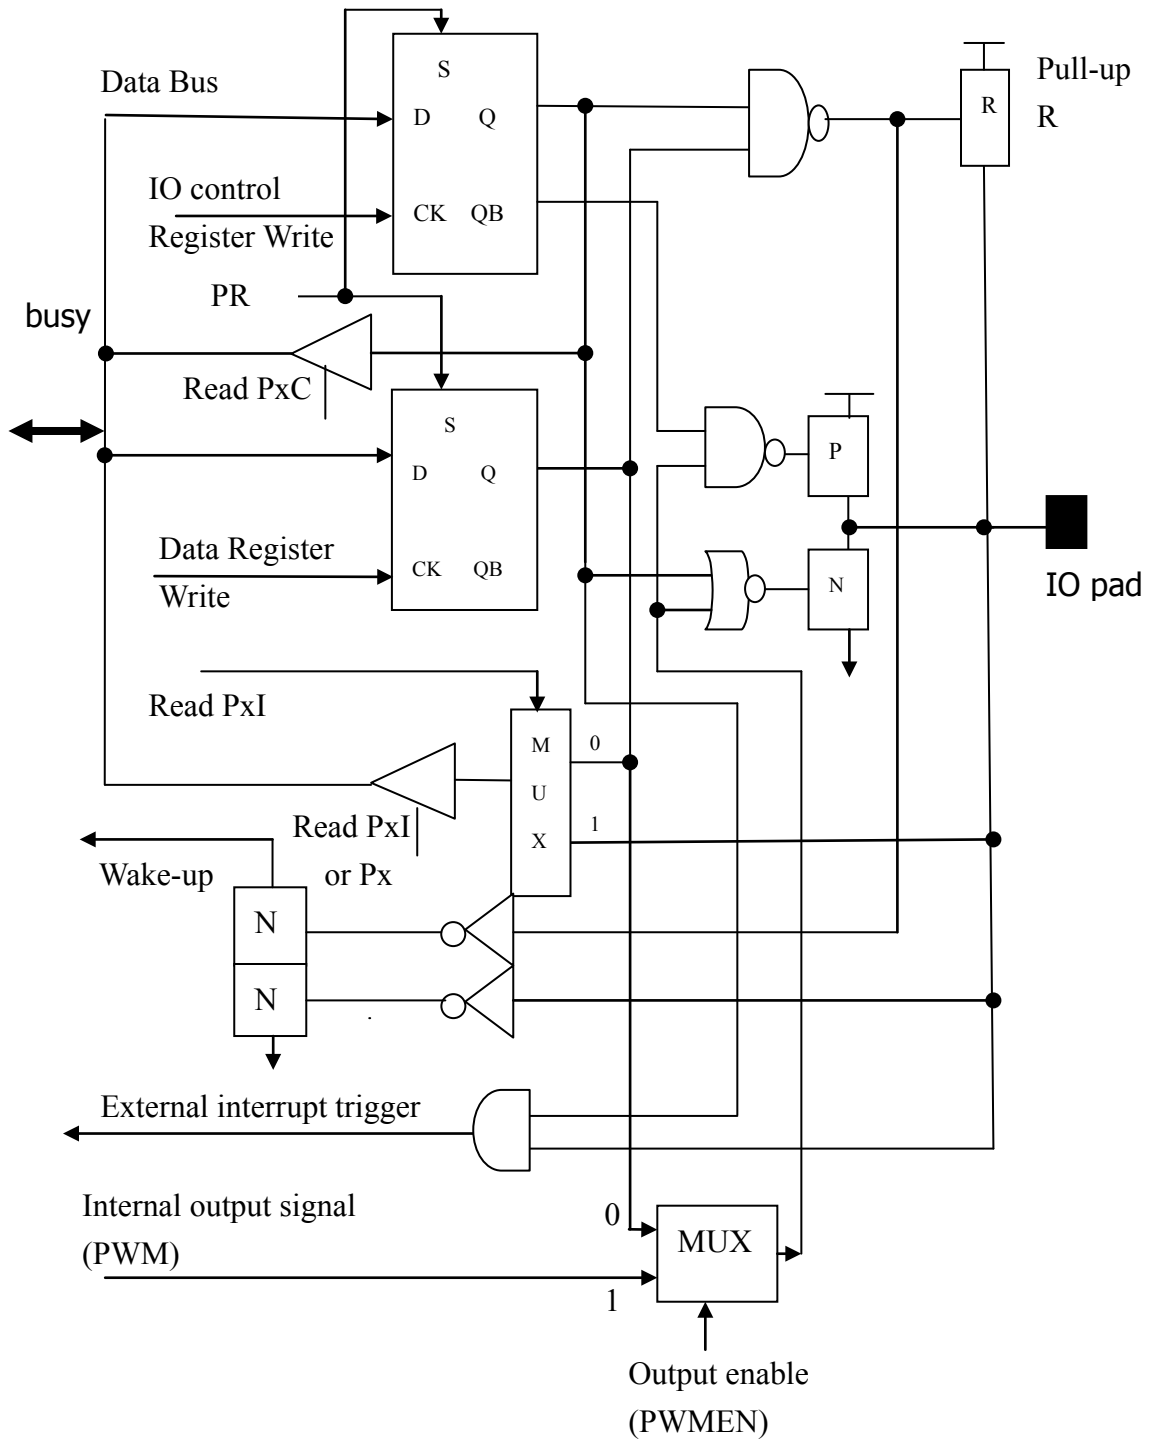 S
Data Bus
Pull-up
R
R
D Q
IO control
CK QB
Register Write
PR
busy
Read PxC
S
P
D Q
Data Register
CK QB
N
IO pad
Write
Read PxI
M
0
U
Read PxI
1
X
Wake-up
or Px
N
N
External interrupt trigger
Internal output signal
0
MUX
(PWM)
1
Output enable
(PWMEN)